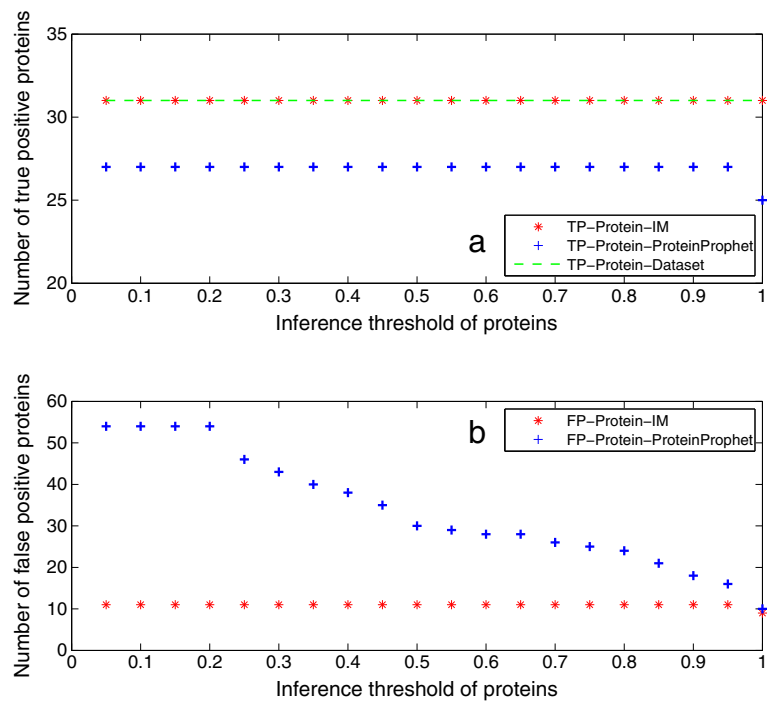 35
30
25
20
Number of true positive proteins
a
TP−Protein−IM
TP−Protein−ProteinProphet
TP−Protein−Dataset
0 0.1 0.2 0.3 0.4 0.5 0.6 0.7 0.8 0.9 1
Inference threshold of proteins
60
50
40
30
20
10
0
Number of false positive proteins
b
FP−Protein−IM
FP−Protein−ProteinProphet
0 0.1 0.2 0.3 0.4 0.5 0.6 0.7 0.8 0.9 1
Inference threshold of proteins